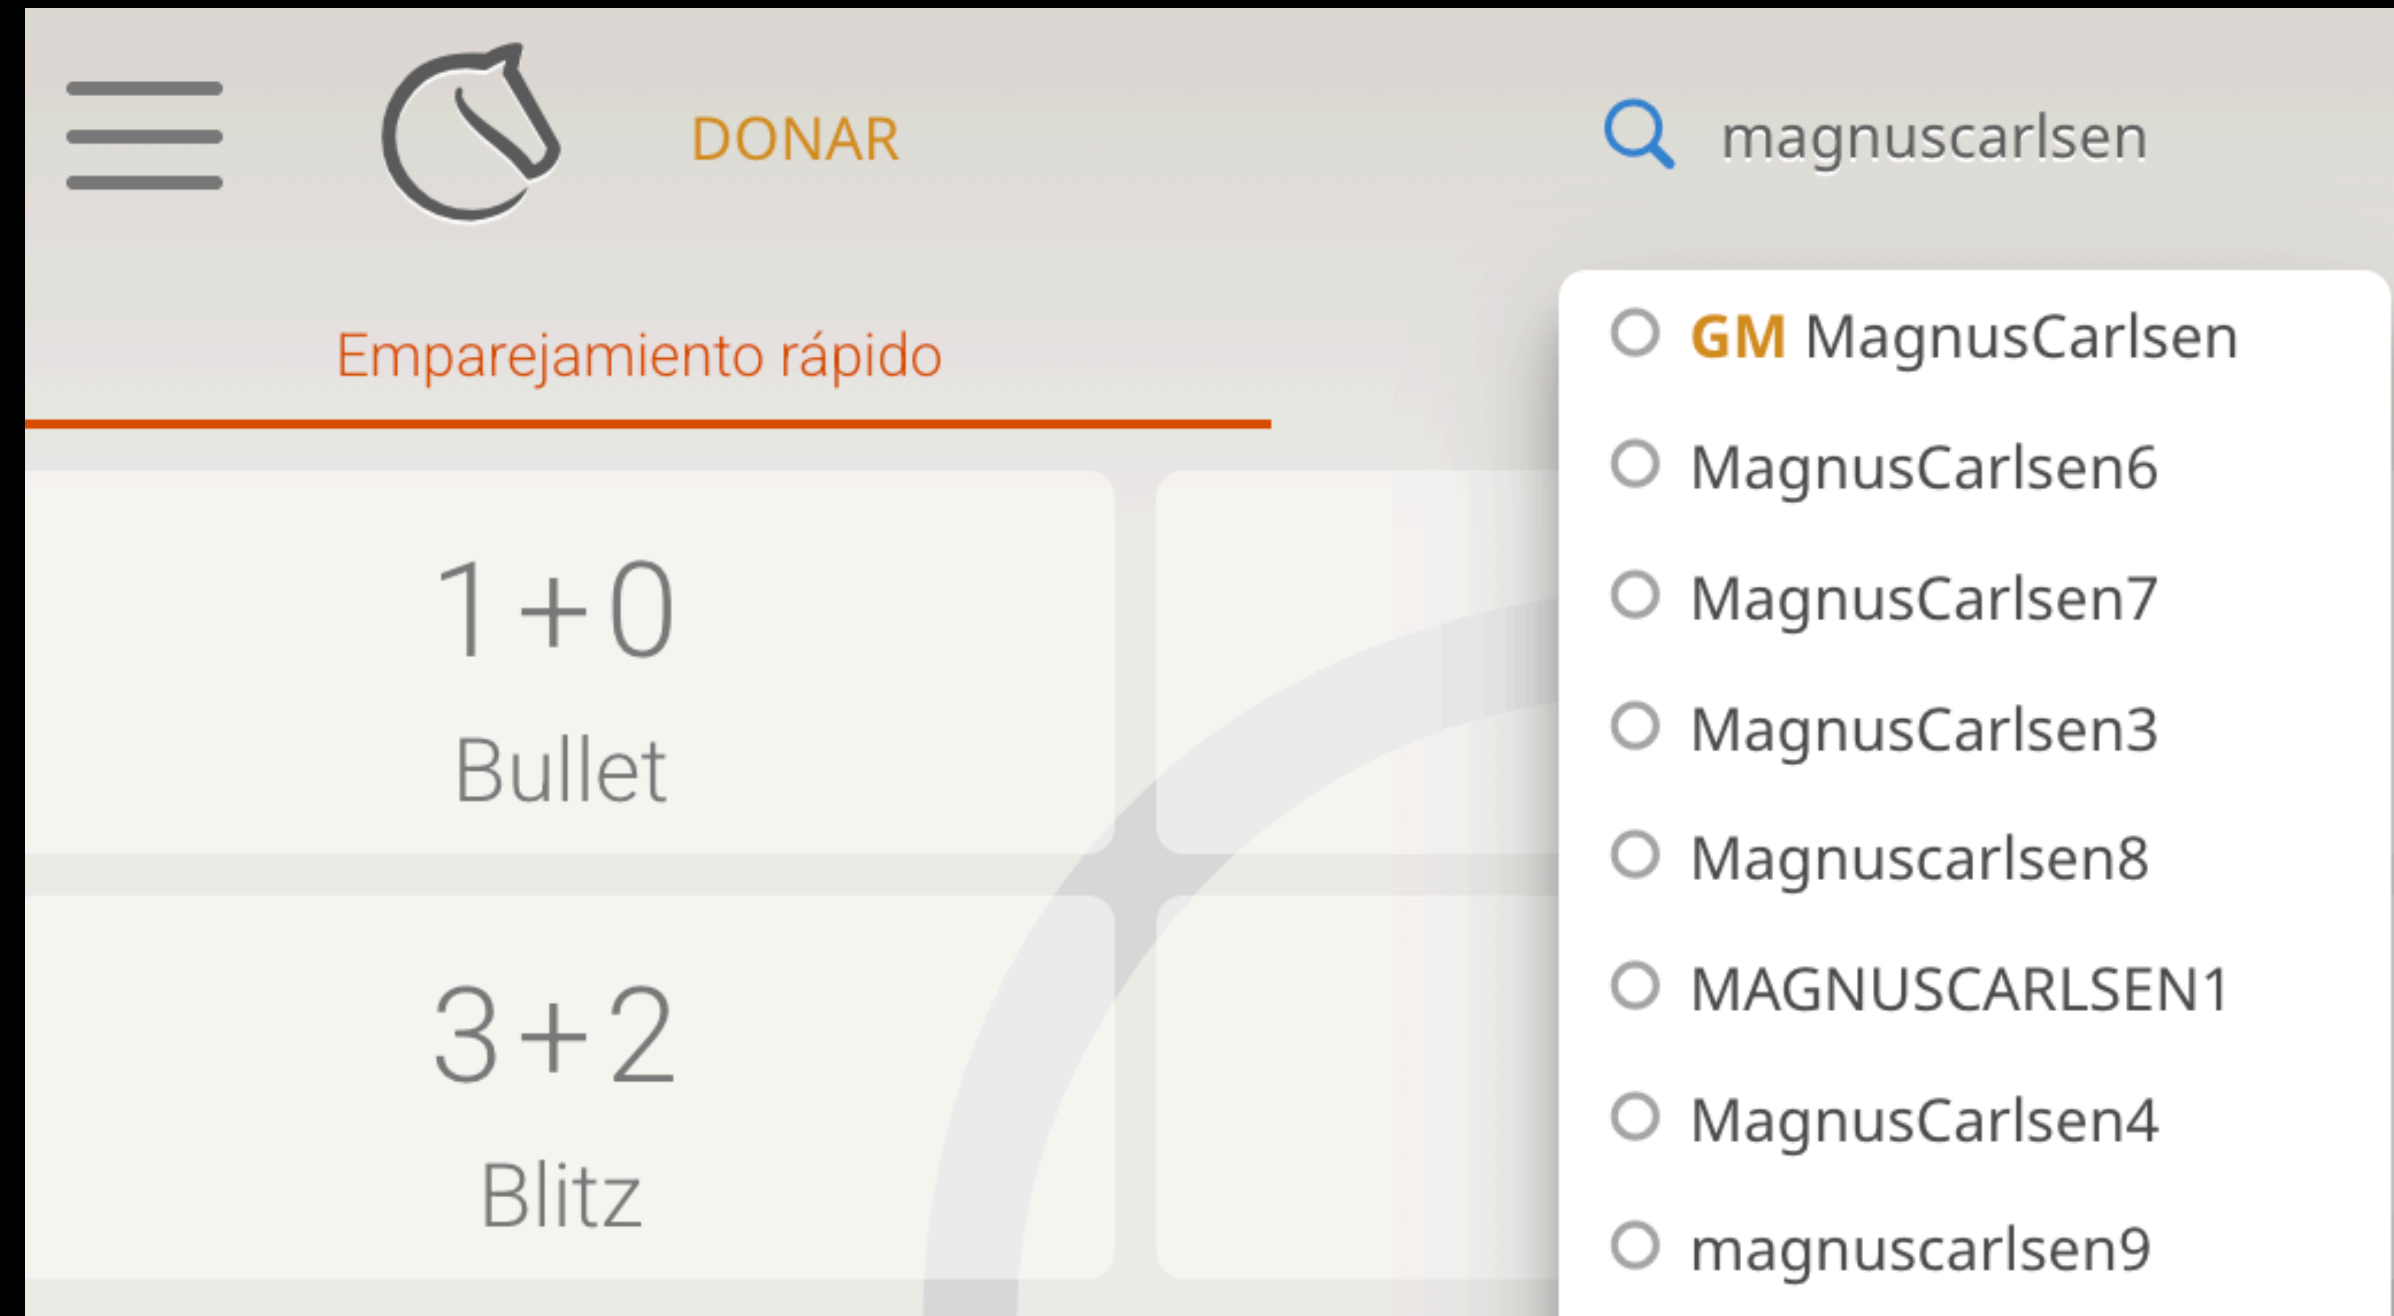 DONAR
magnuscarlsen
Emparejamiento rápido
1+0
Bullet
3+2
Blitz
GM MagnusCarlsen
MagnusCarlsen6
MagnusCarlsen7
MagnusCarlsen3
Magnuscarlsen8
MAGNUSCARLSEN1
MagnusCarlsen4
magnuscarlsen9